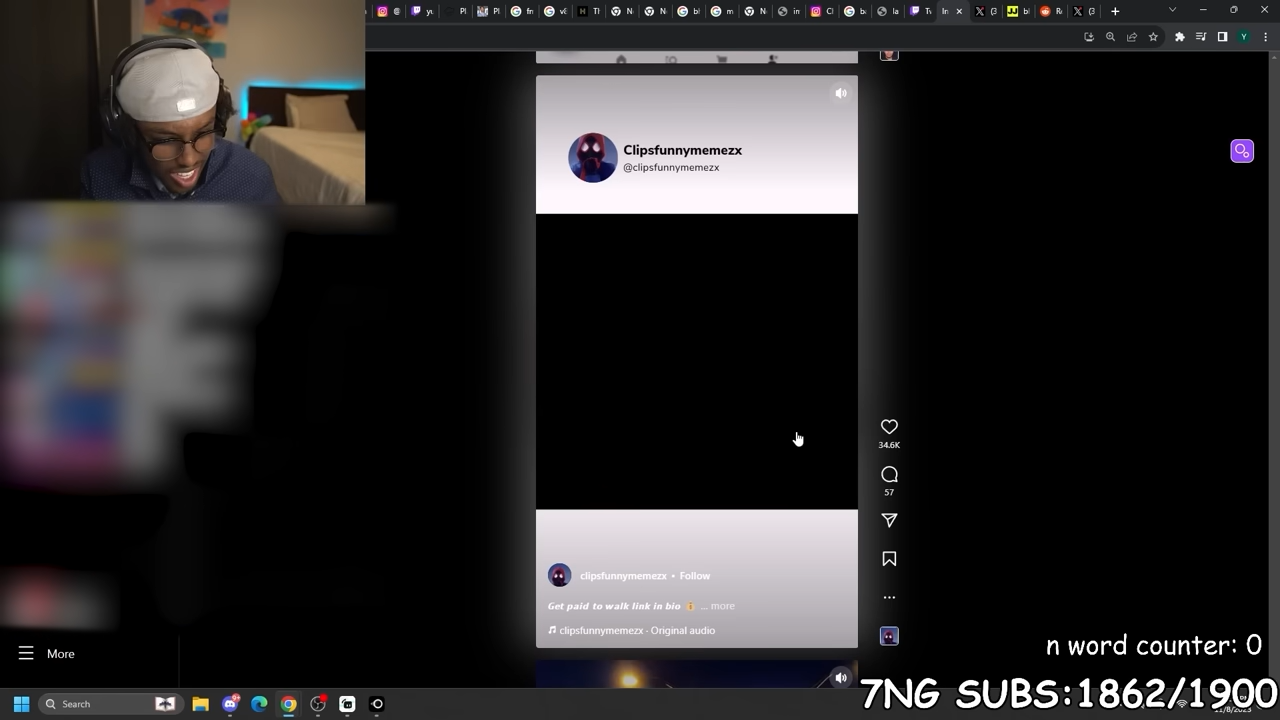 Clipsfunnymemezx
@clipsfunnymemezx
34.6K
57
clipsfunnymemezx • Follow
Get paid to walk link in bio 💰 ... more
clipsfunnymemezx · Original audio
More
n word counter: 0
7NG SUBS:1862/1900
Search